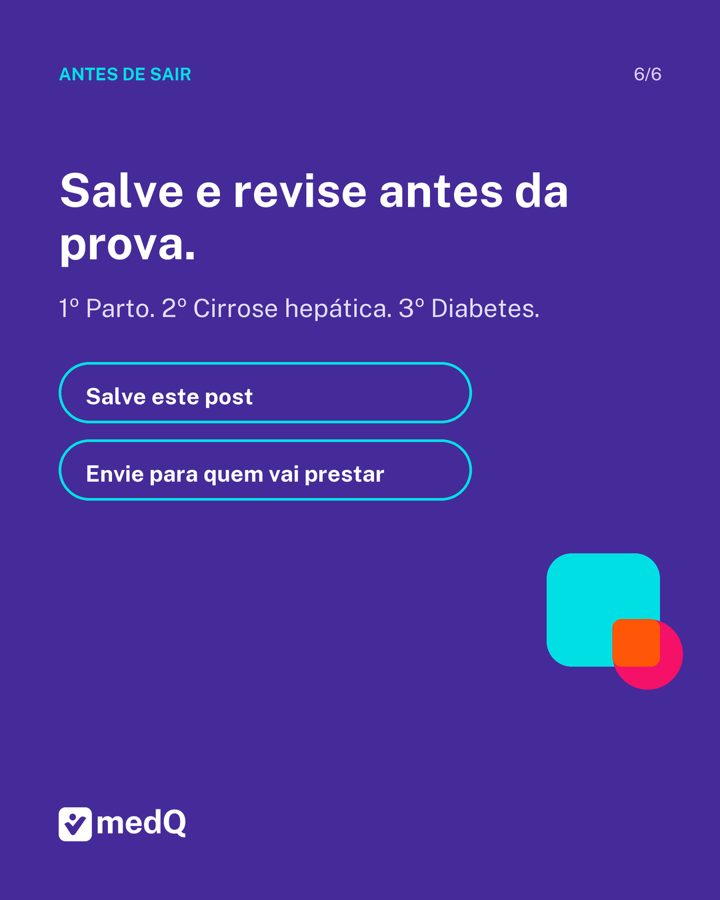 ANTES DE SAIR
6/6
Salve e revise antes da
prova.
1º Parto. 2º Cirrose hepática. 3º Diabetes.
Salve este post
Envie para quem vai prestar
medQ